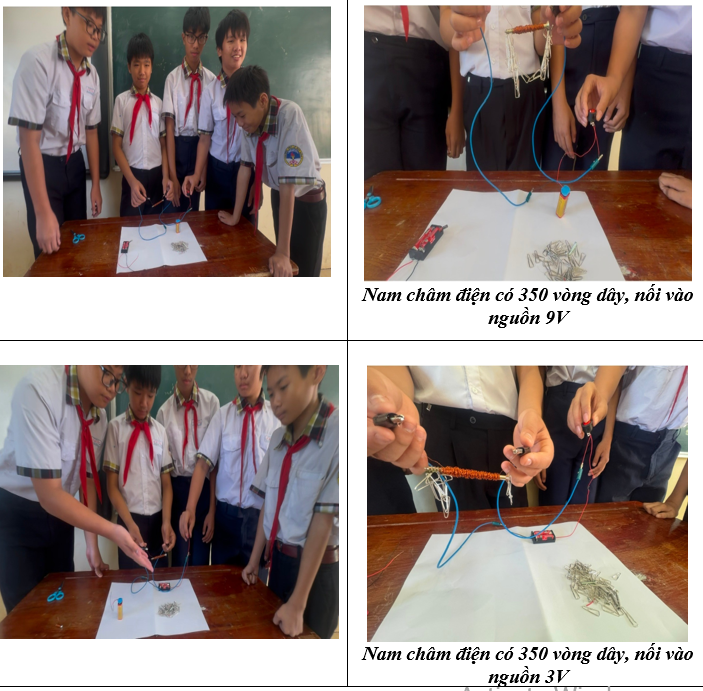 Nam châm điện có 350 vòng dây, nối vào
nguồn 9V
Nam châm điện có 350 vòng dây, nối vào
nguồn 3V